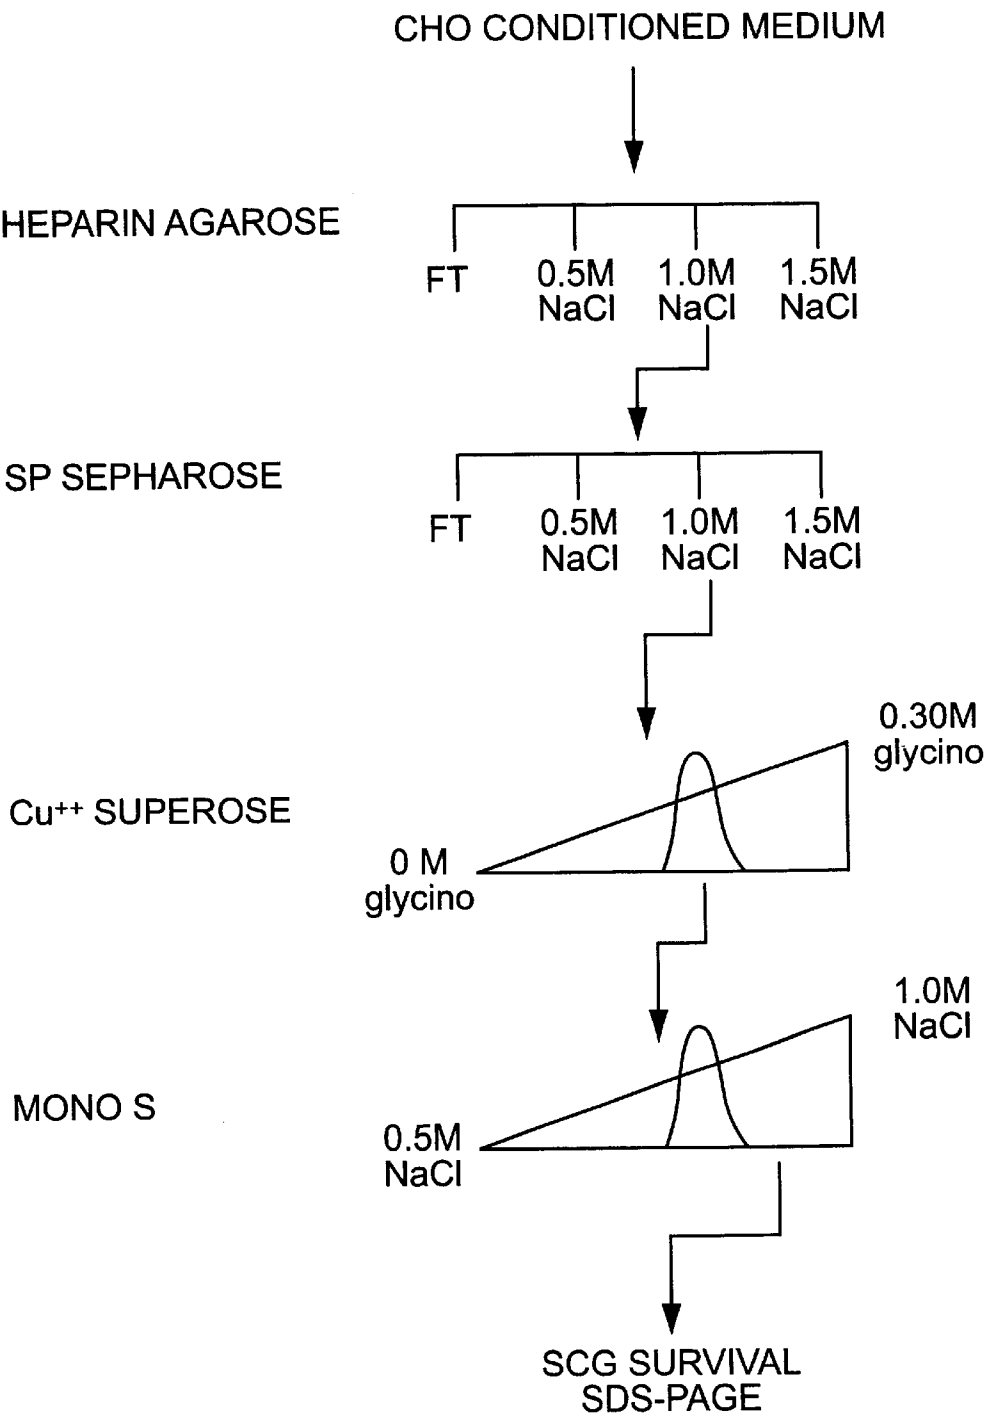 CHO CONDITIONED MEDIUM
HEPARIN AGAROSE
FT
0.5M
NaCl
1.0M
NaCl
1.5M
NaCl
SP SEPHAROSE
FT
0.5M
NaCl
1.0M
NaCl
1.5M
NaCl
0.30M
glycino
Cu++ SUPEROSE
0 M
glycino
1.0M
NaCl
MONO S
0.5M
NaCl
SCG SURVIVAL
SDS-PAGE